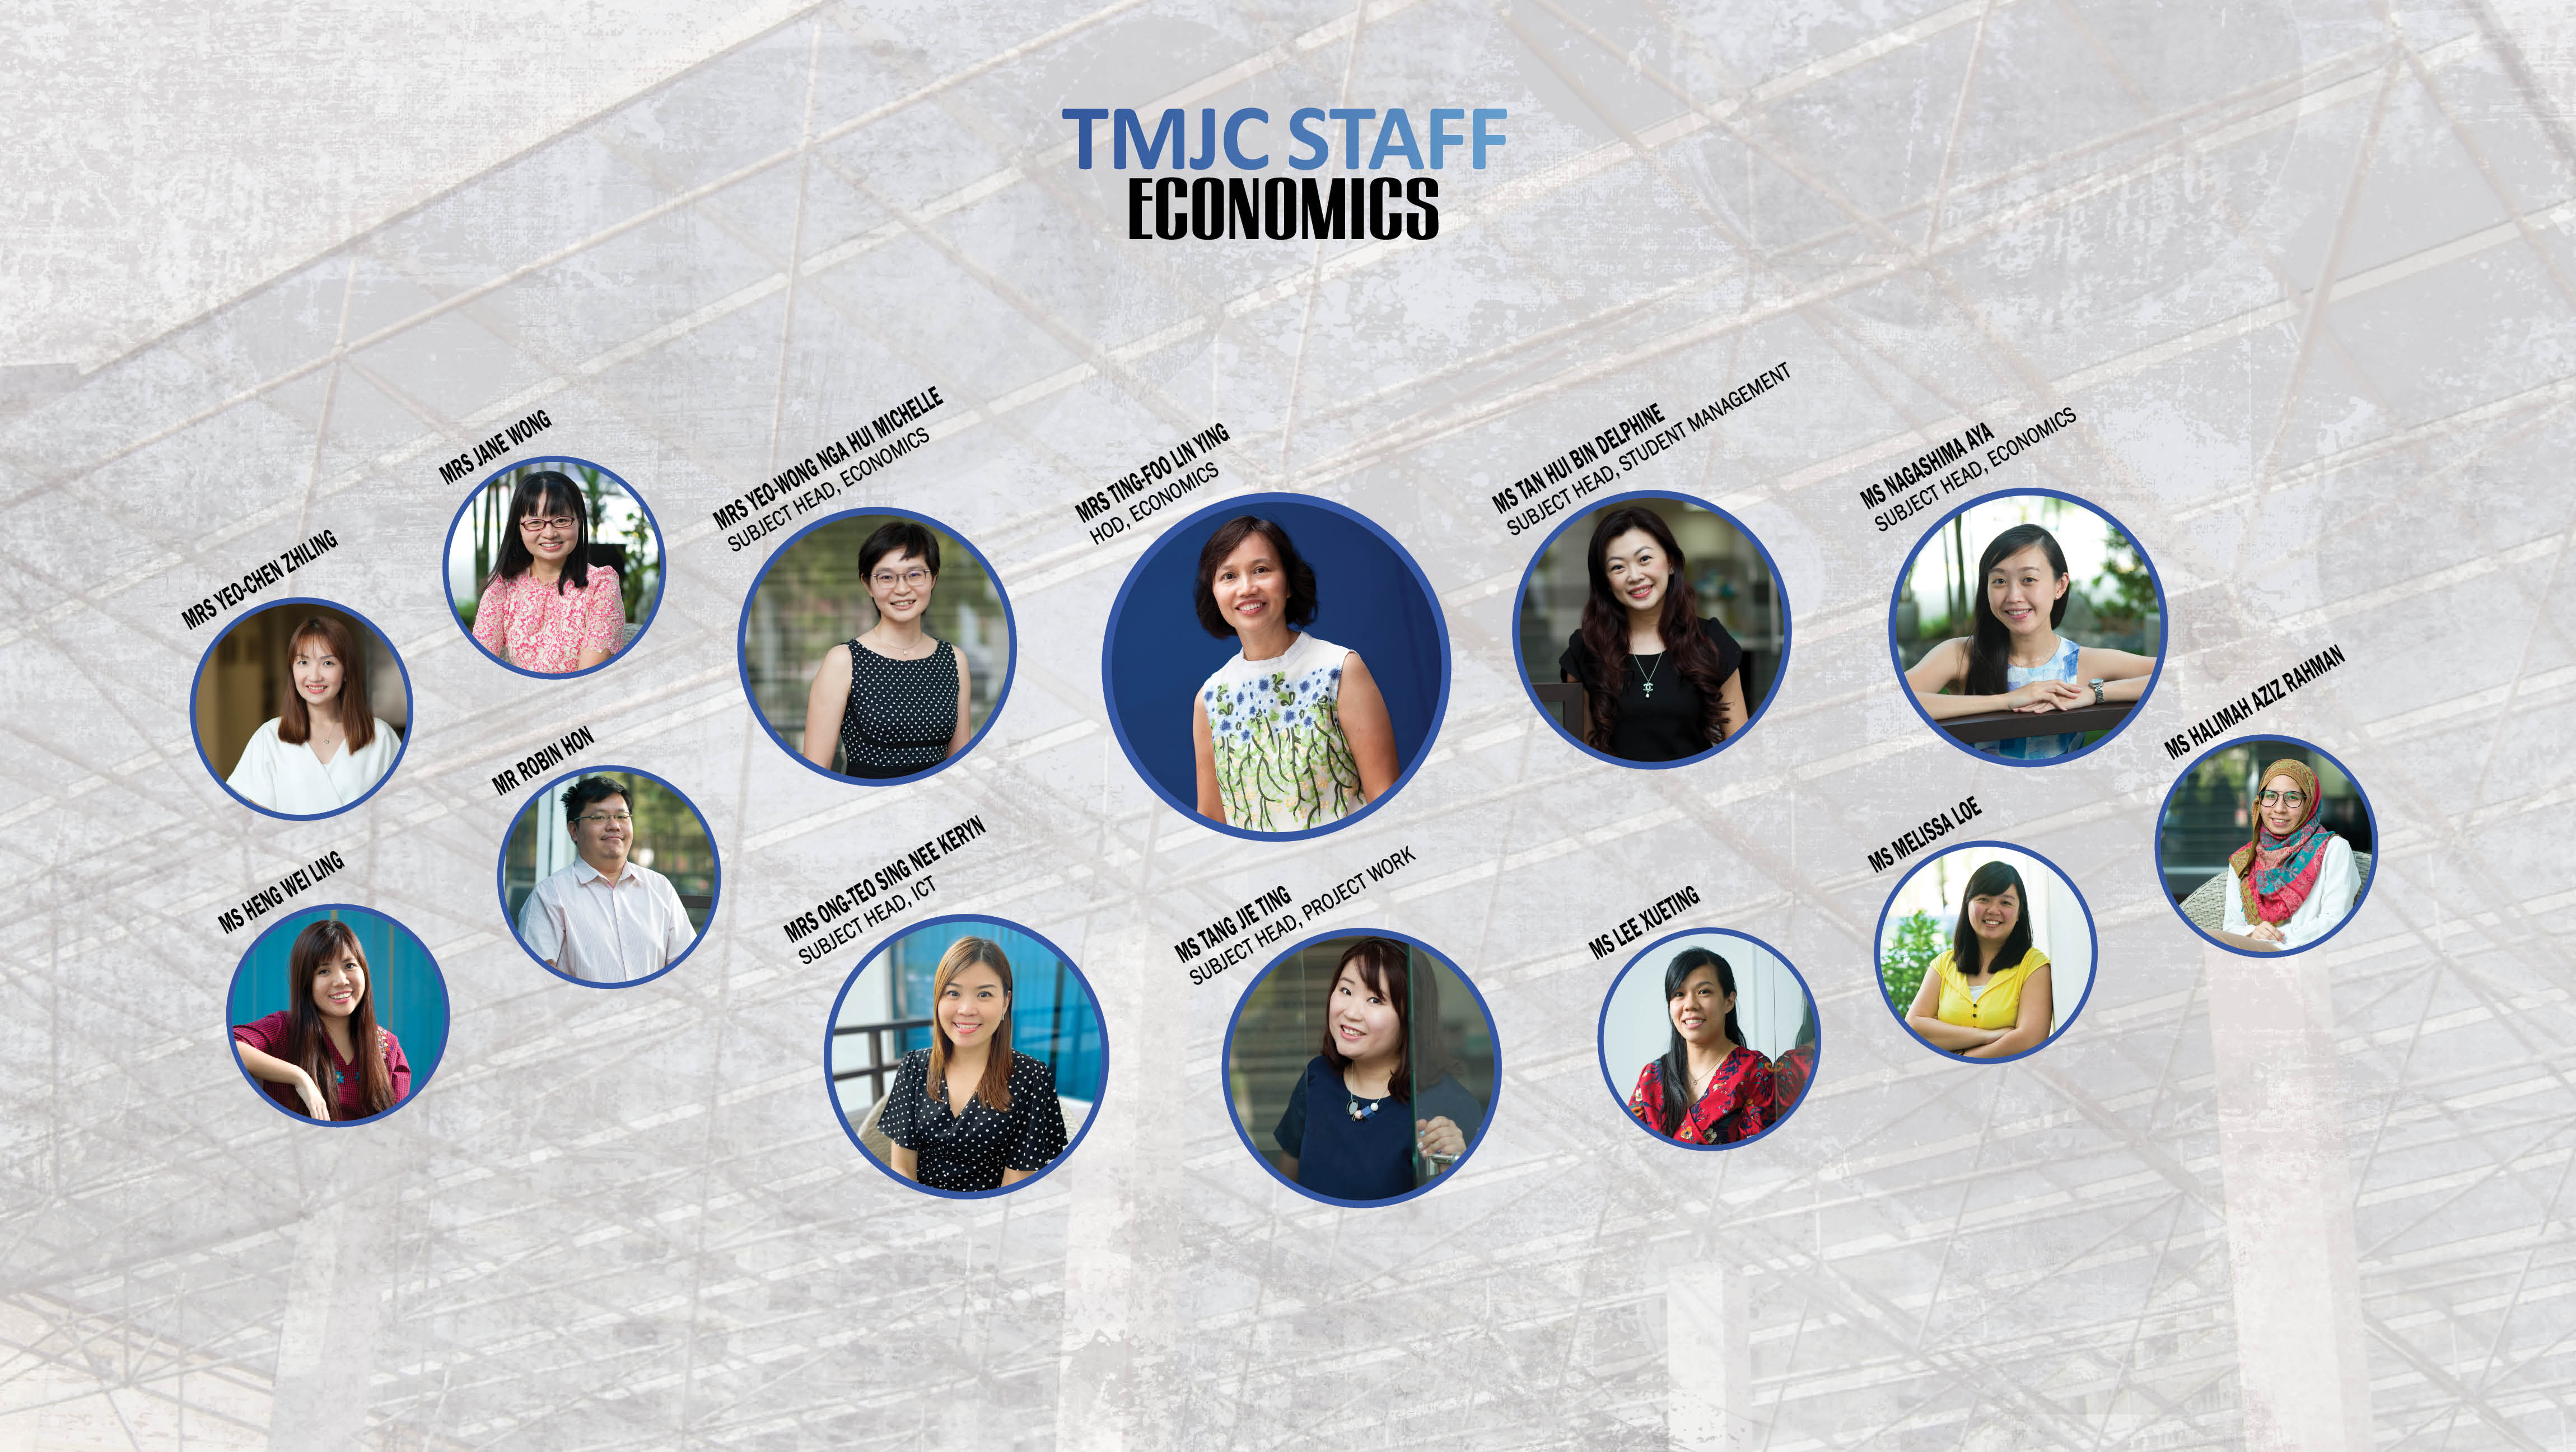 TMJC STAFF
ECONOMICS
MRS YEO-CHEN ZHILING
MRS JANE WONG
MRS YEO-WONG NGA HUI MICHELLE
SUBJECT HEAD, ECONOMICS
MRS TING-FOO LIN YING
HOD, ECONOMICS
MS TAN HUI BIN DELPHINE
SUBJECT HEAD, STUDENT MANAGEMENT
MS NAGASHIMA AYA
SUBJECT HEAD, ECONOMICS
MS HENG WEI LING
MR ROBIN HON
MRS ONG-TEO SING NEE KERYN
SUBJECT HEAD, ICT
MS TANG JIE TING
SUBJECT HEAD, PROJECT WORK
MS LEE XUETING
MS MELISSA LOE
MS HALIMAH AZIZ RAHMAN